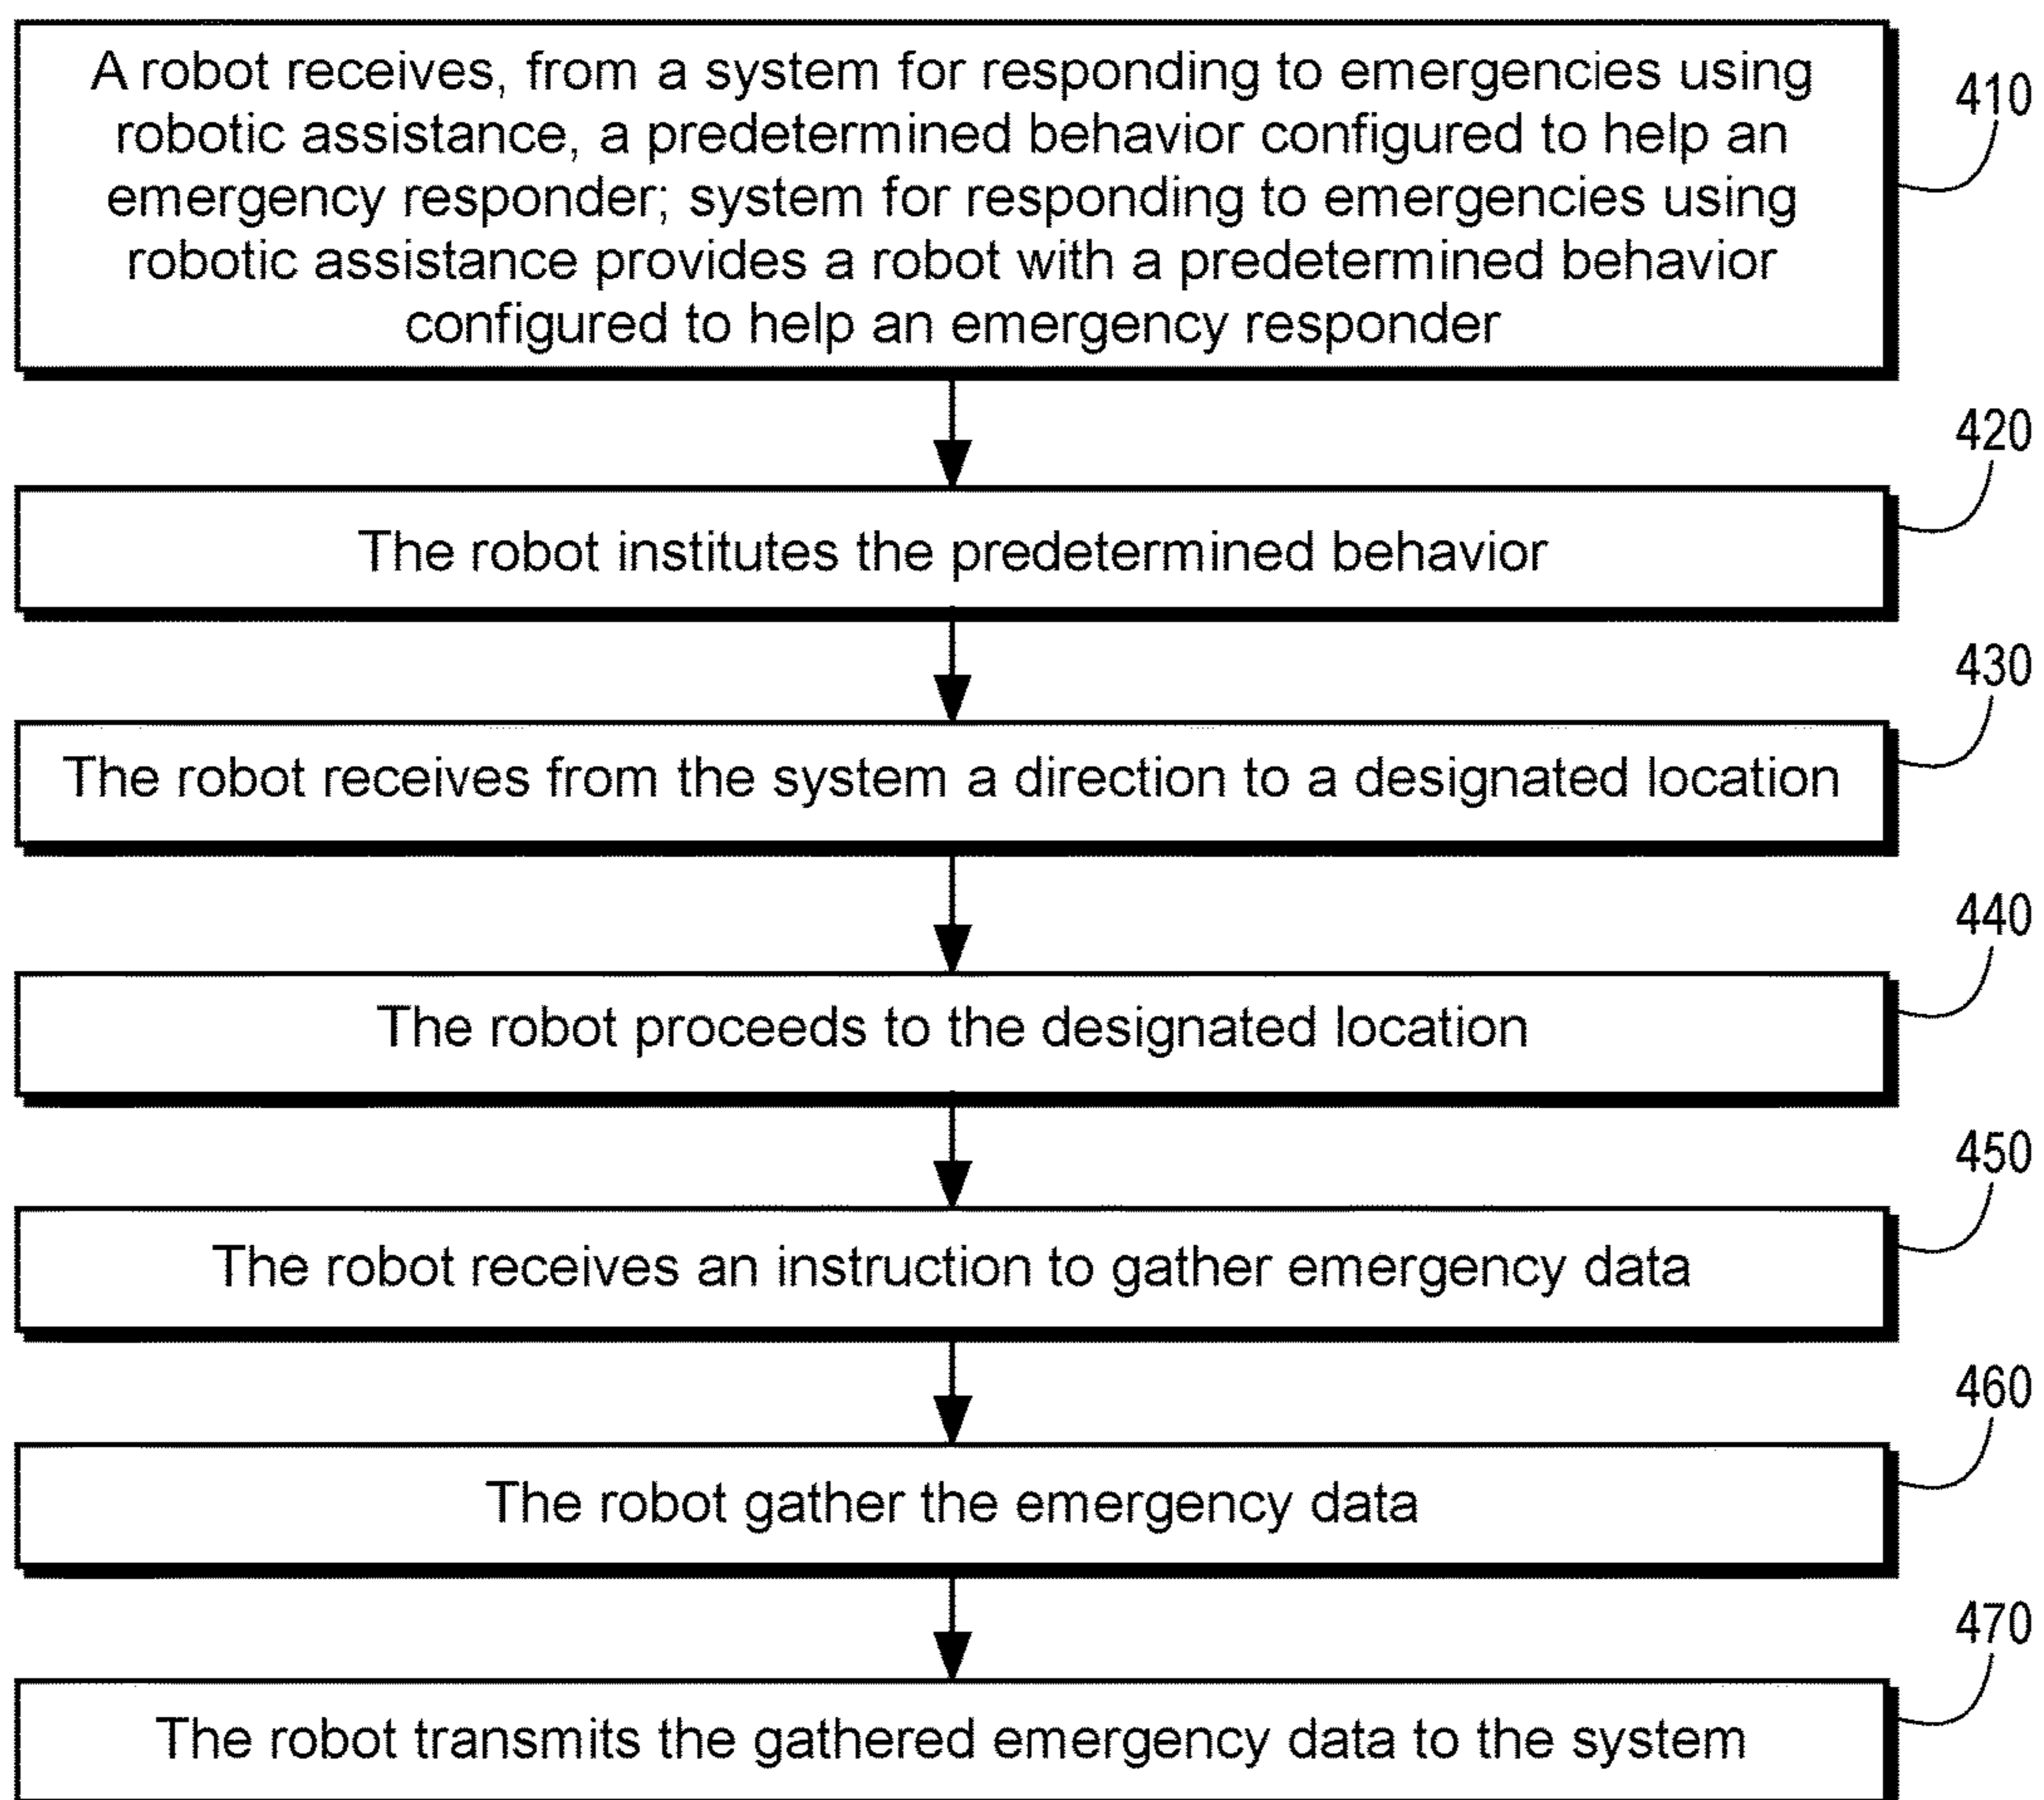 A robot receives, from a system for responding to emergencies using
robotic assistance, a predetermined behavior configured to help an
emergency responder; system for responding to emergencies using
robotic assistance provides a robot with a predetermined behavior
configured to help an emergency responder
410
420
The robot institutes the predetermined behavior
430
The robot receives from the system a direction to a designated location
440
The robot proceeds to the designated location
450
The robot receives an instruction to gather emergency data
460
The robot gather the emergency data
470
The robot transmits the gathered emergency data to the system